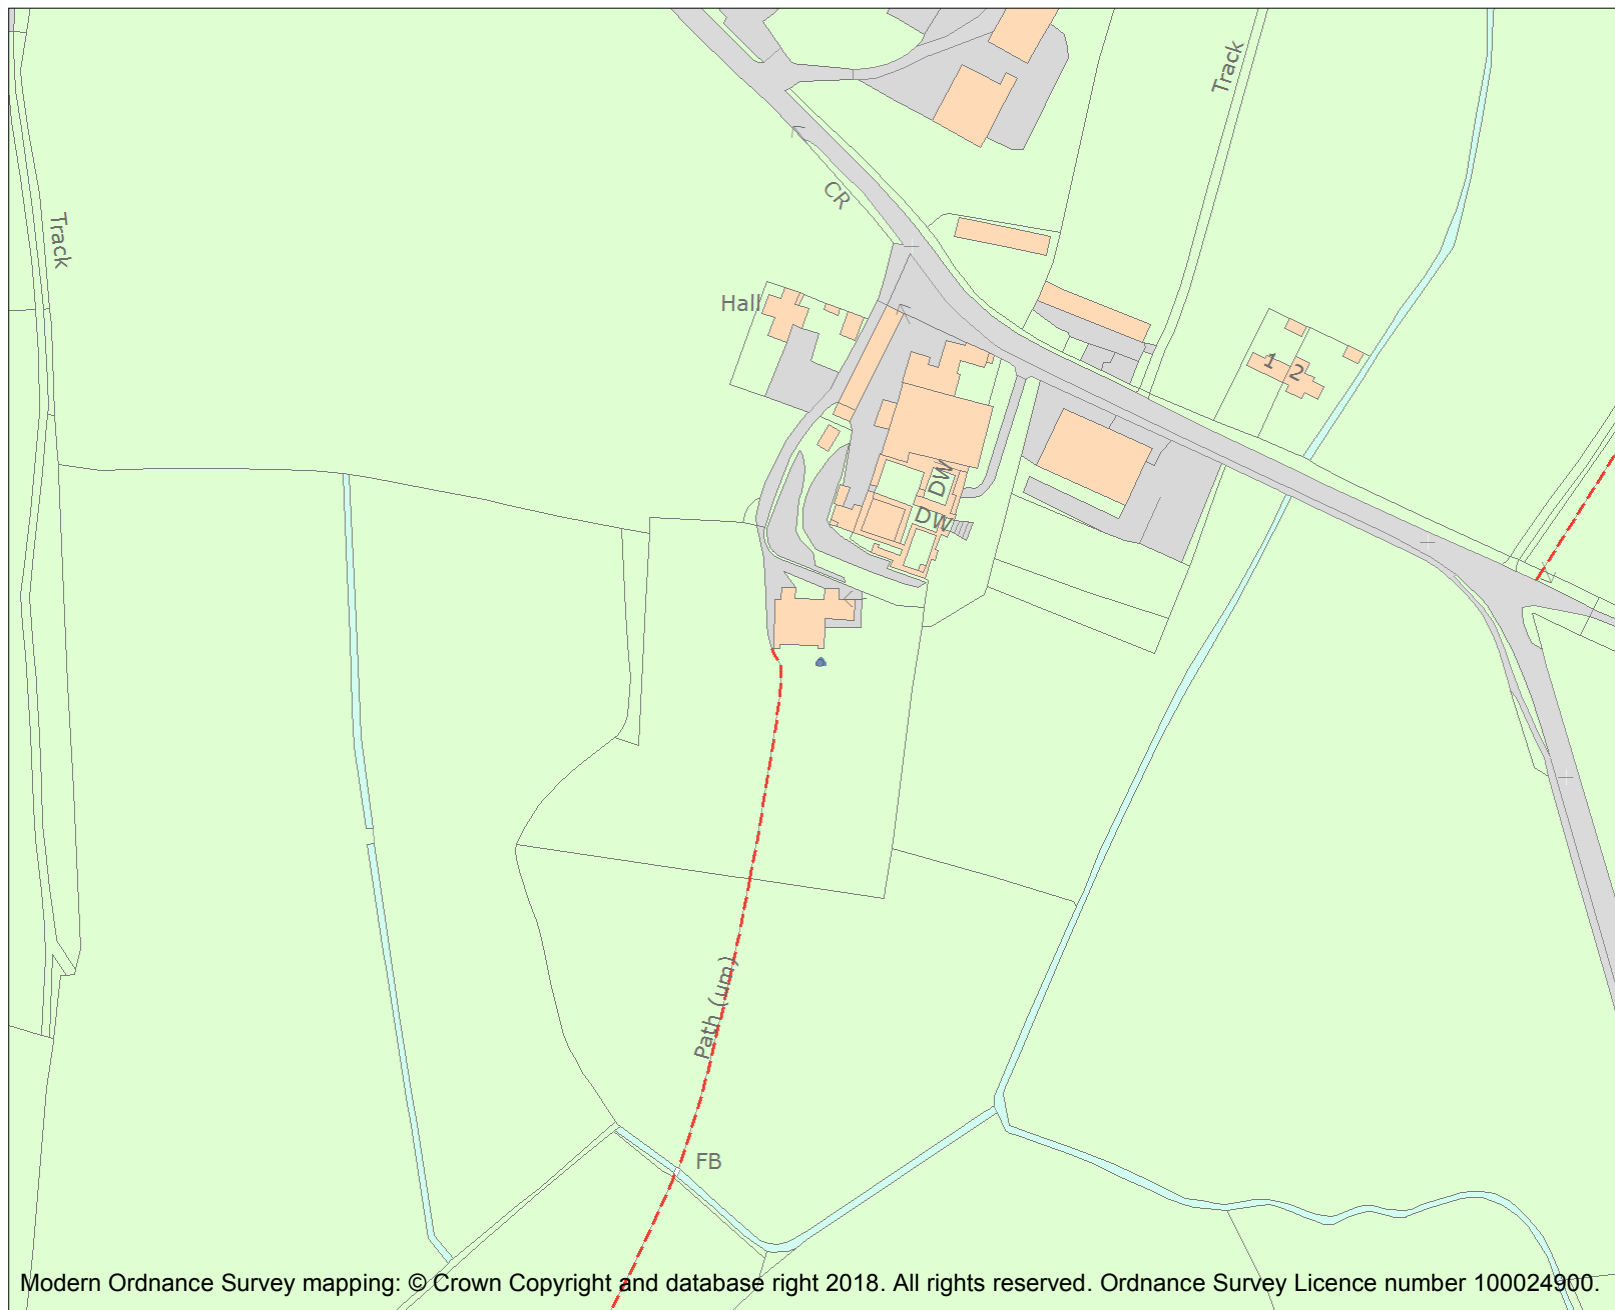 Track
Track
CR
Hall
1
2
DW
DW
Path (um)
FB
Modern Ordnance Survey mapping: © Crown Copyright and database right 2018. All rights reserved. Ordnance Survey Licence number 100024900.